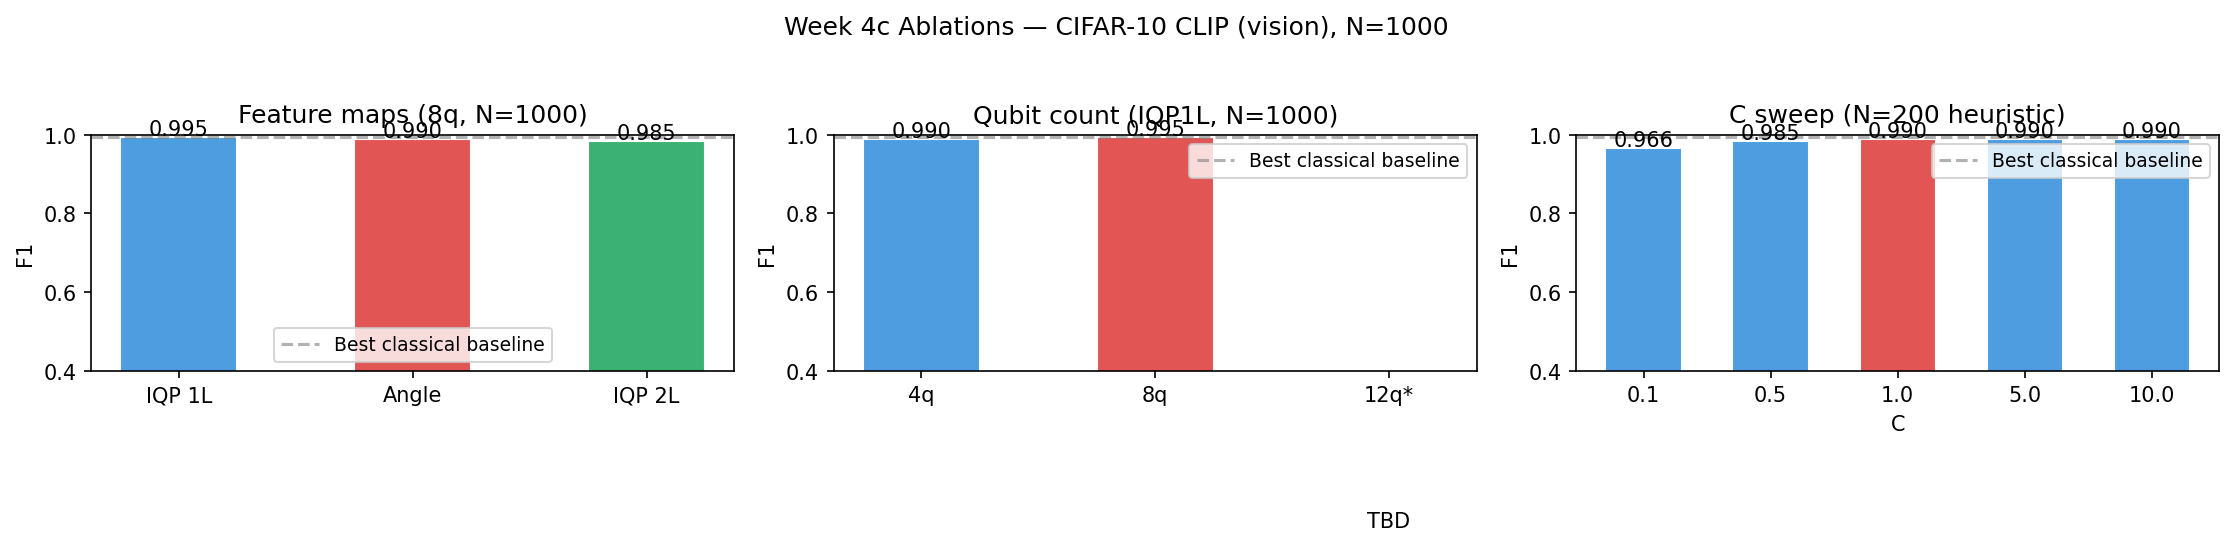 Week 4c Ablations — CIFAR-10 CLIP (vision), N=1000
Feature maps (8q, N=1000)
0.995
0.990
0.985
1.0
0.8
0.6
0.4
F1
Best classical baseline
IQP 1L
Angle
IQP 2L
Qubit count (IQP1L, N=1000)
0.990
0.995
1.0
0.8
0.6
0.4
F1
Best classical baseline
4q
8q
12q*
TBD
C sweep (N=200 heuristic)
0.966
0.985
0.990
0.990
0.990
1.0
0.8
0.6
0.4
F1
Best classical baseline
0.1
0.5
1.0
5.0
10.0
C